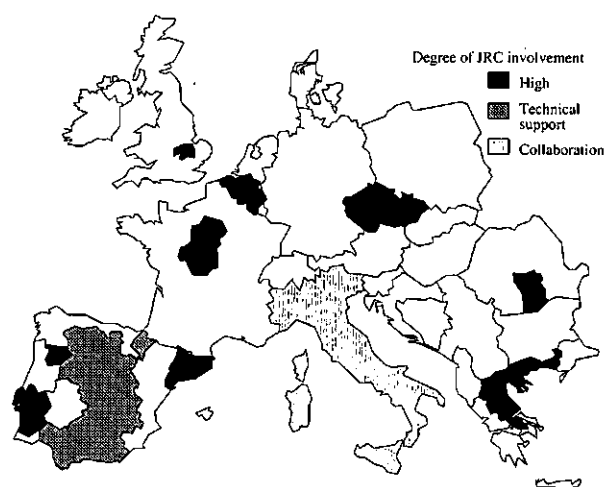 Degree of JRC involvement
High
Technical
support
Collaboration